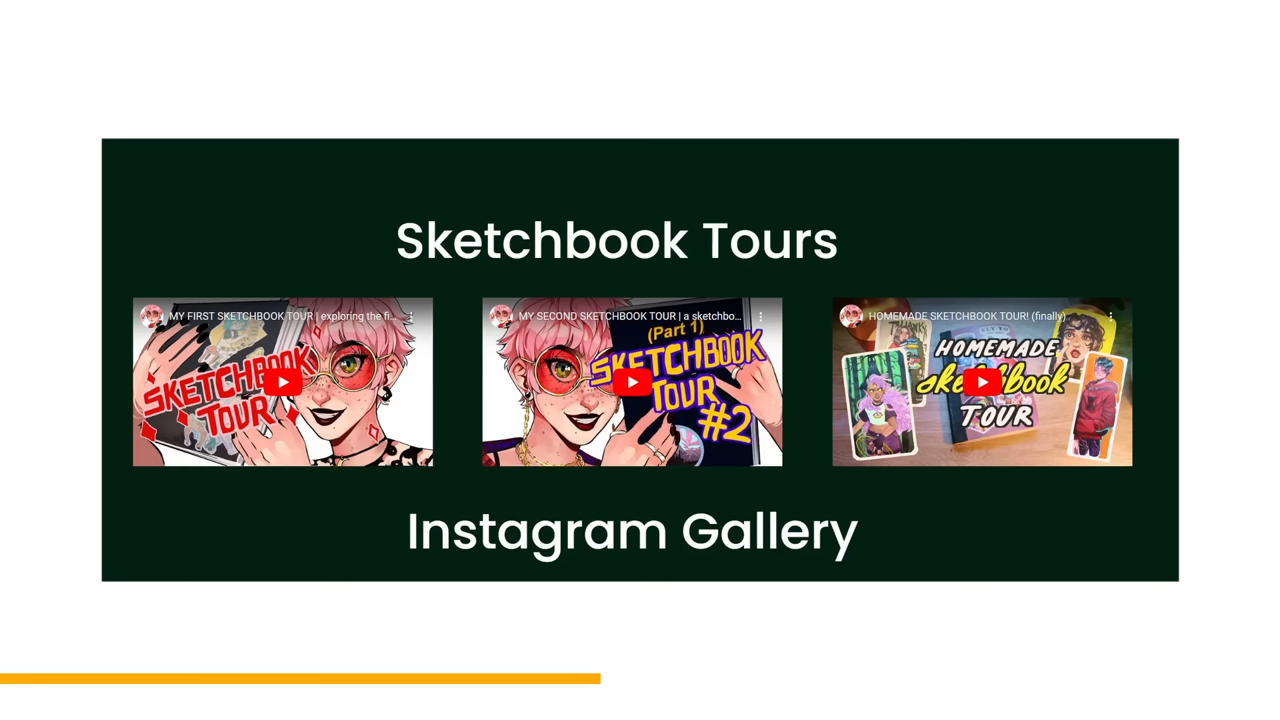 Sketchbook Tours
MY FIRST SKETCHBOOK TOUR | exploring the fi...
SKETCHBOOK
TOUR
MY SECOND SKETCHBOOK TOUR | a sketchbo...
(Part 1)
SKETCHBOOK
TOUR
#2
HOMEMADE SKETCHBOOK TOUR! (finally)
HOMEMADE
sketchbook
TOUR
Instagram Gallery